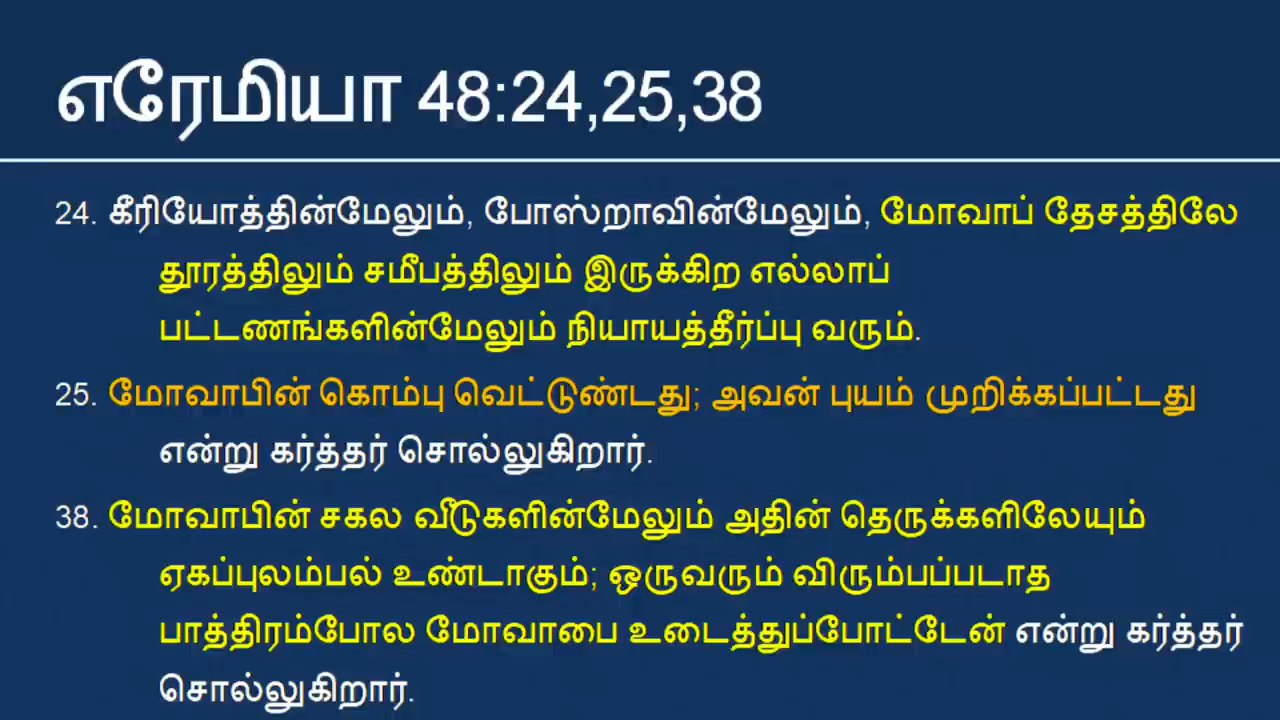 எரேமியா 48:24,25,38
24. கீரியோத்தின்மேலும், போஸ்றாவின்மேலும், மோவாப் தேசத்திலே
தூரத்திலும் சமீபத்திலும் இருக்கிற எல்லாப்
பட்டணங்களின்மேலும் நியாயத்தீர்ப்பு வரும்.
25. மோவாபின் கொம்பு வெட்டுண்டது; அவன் புயம் முறிக்கப்பட்டது
என்று கர்த்தர் சொல்லுகிறார்.
38. மோவாபின் சகல வீடுகளின்மேலும் அதின் தெருக்களிலேயும்
ஏகப்புலம்பல் உண்டாகும்; ஒருவரும் விரும்பப்படாத
பாத்திரம்போல மோவாபை உடைத்துப்போட்டேன் என்று கர்த்தர்
சொல்லுகிறார்.